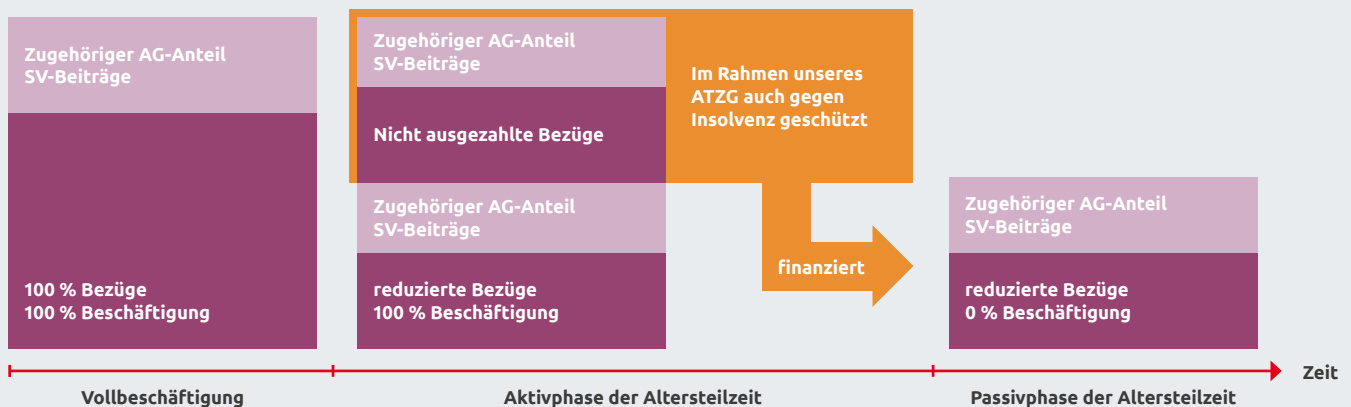 Zugehöriger AG-Anteil
SV-Beiträge
100 % Bezüge
100 % Beschäftigung
Zugehöriger AG-Anteil
SV-Beiträge
Nicht ausgezahlte Bezüge
Zugehöriger AG-Anteil
SV-Beiträge
reduzierte Bezüge
100 % Beschäftigung
Im Rahmen unseres
ATZG auch gegen
Insolvenz geschützt
finanziert
Zugehöriger AG-Anteil
SV-Beiträge
reduzierte Bezüge
0 % Beschäftigung
Zeit
Vollbeschäftigung
Aktivphase der Altersteilzeit
Passivphase der Altersteilzeit